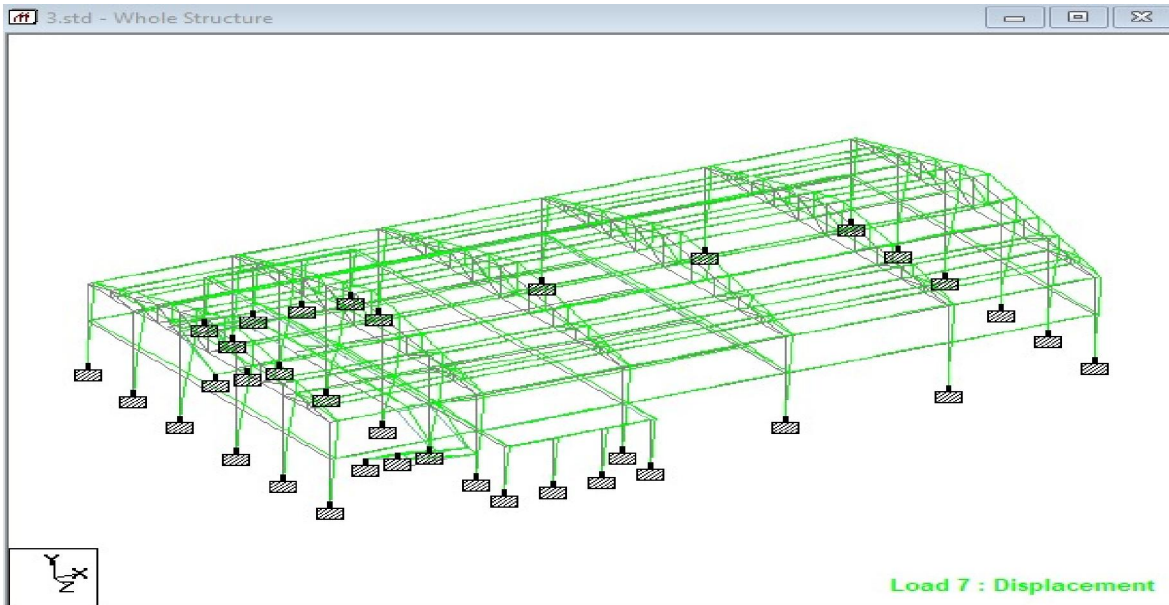 3.std - Whole Structure
Y
X
Z
Load 7 : Displacement